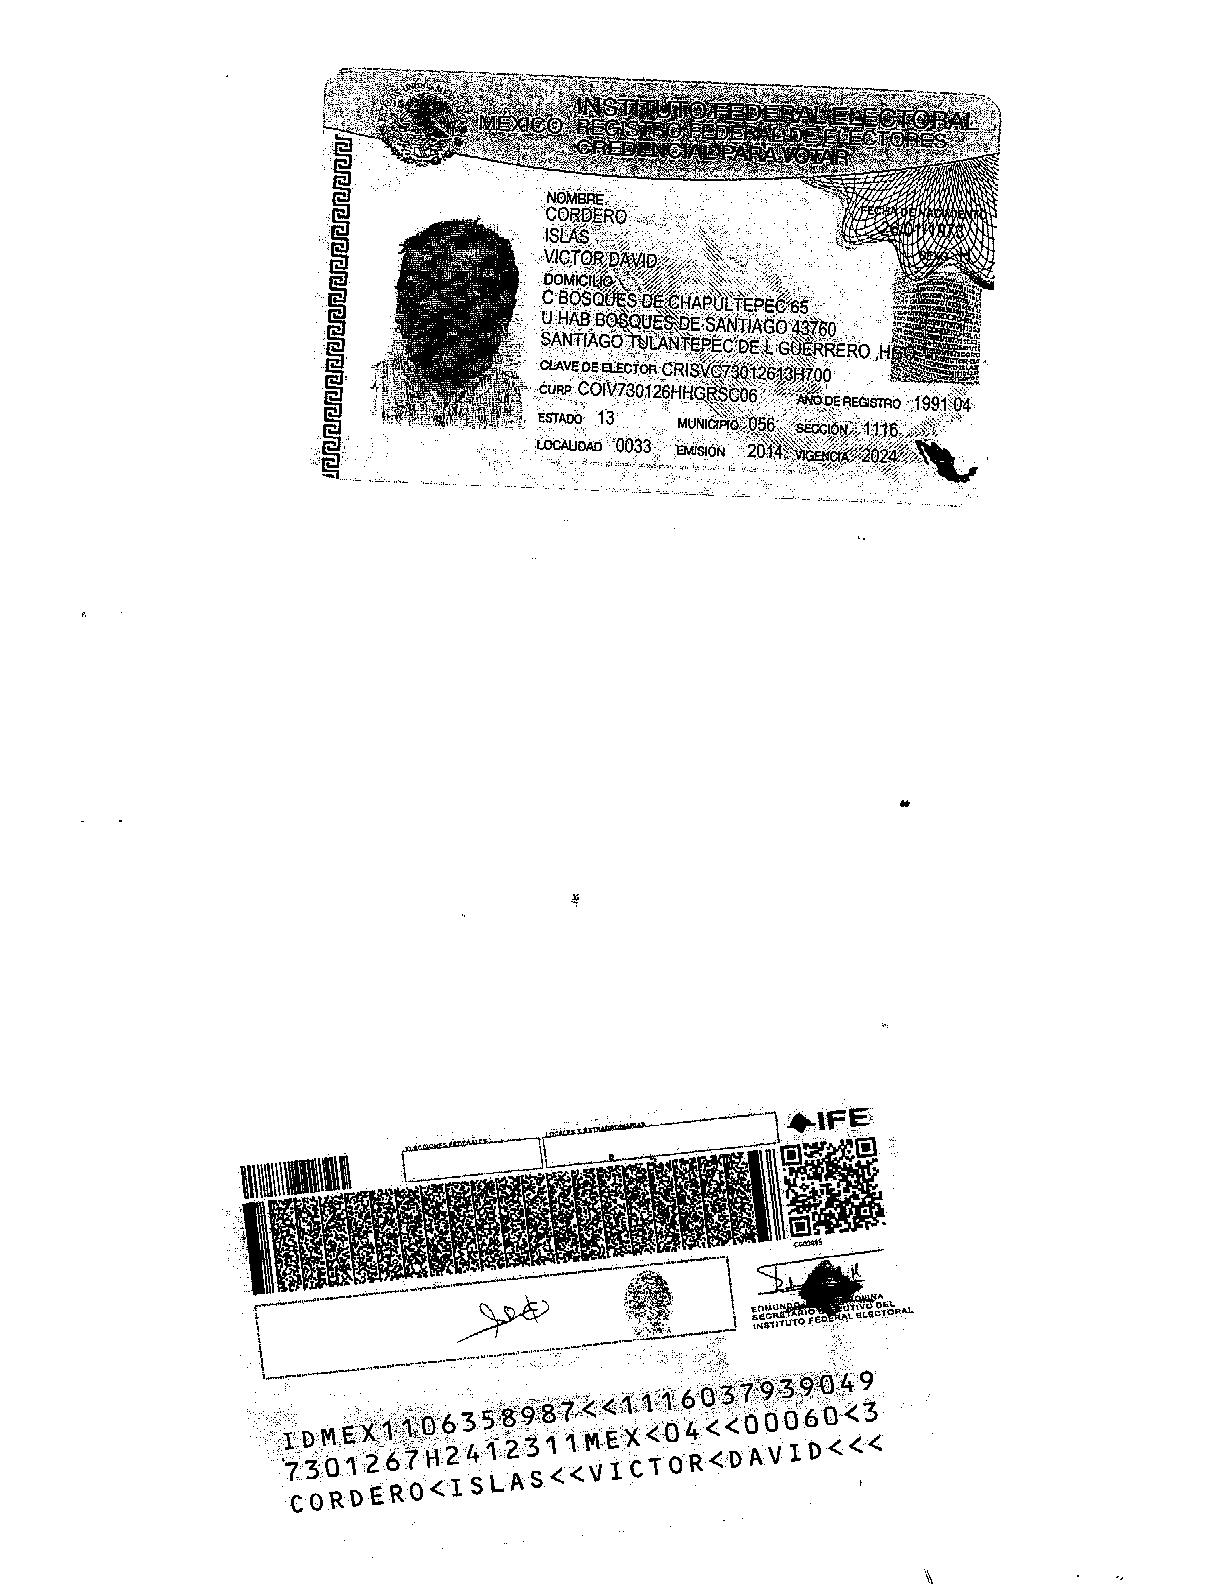 MEXICO
INSTITUTO FEDERAL ELECTORAL
REGISTRO FEDERAL DE ELECTORES
CREDENCIAL PARA VOTAR
NOMBRE
CORDERO
ISLAS
VICTOR DAVID
FECHA DE NACIMIENTO
26/01/1973
SEXO H
DOMICILIO
C BOSQUES DE CHAPULTEPEC 65
U HAB BOSQUES DE SANTIAGO 43760
SANTIAGO TULANTEPEC DE L GUERRERO ,H
CLAVE DE ELECTOR CRISVC73012613H700
CURP COIV730126HHGRSC06 AÑO DE REGISTRO 1991 04
ESTADO 13 MUNICIPIO 056 SECCIÓN 1116
LOCALIDAD 0033 EMISIÓN 2014 VIGENCIA 2024
IFE
ELECCIONES FEDERALES
LOCALES Y EXTRAORDINARIAS
EDMUNDO
SECRETARIO EJECUTIVO DEL
INSTITUTO FEDERAL ELECTORAL
IDMEX1106358987<<1116037939049
7301267H2412311MEX<04<<00060<3
CORDERO<ISLAS<<VICTOR<DAVID<<<